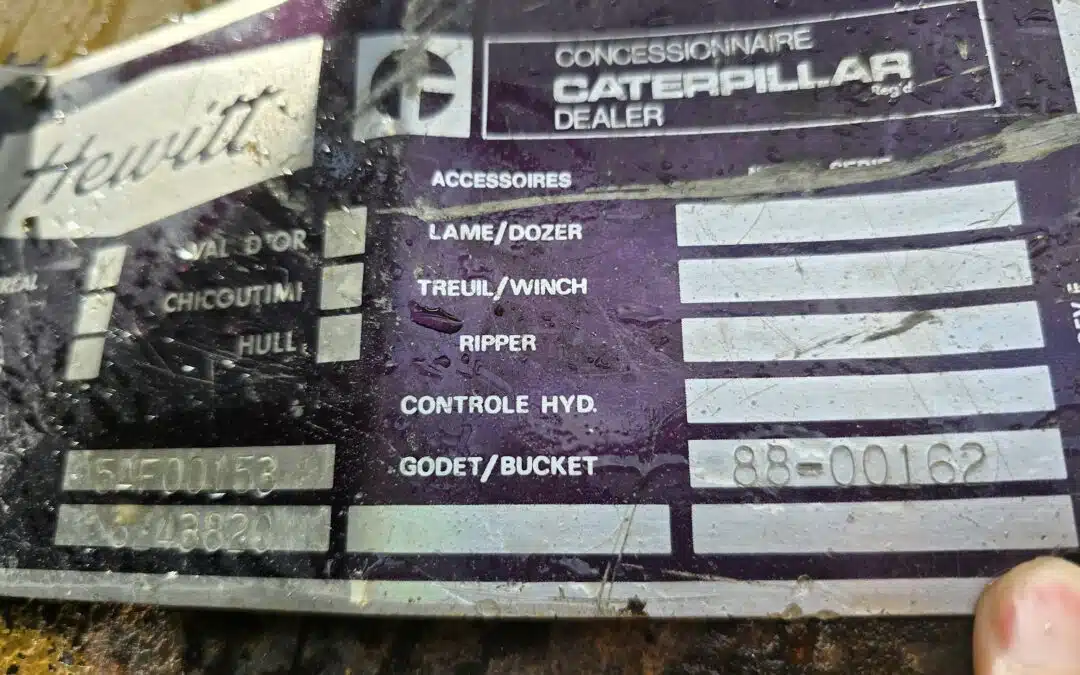 Hewitt
CONCESSIONNAIRE
CATERPILLAR
Reg'd
DEALER
ACCESSOIRES
LAME/DOZER
TREUIL/WINCH
RIPPER
CONTROLE HYD.
GODET/BUCKET 88-00162
VAL D'OR
CHICOUTIMI
HULL